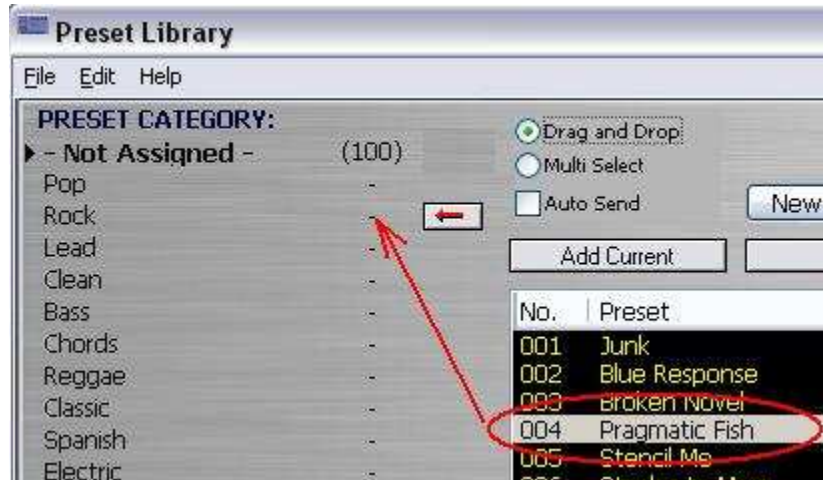 Preset Library
File Edit Help
PRESET CATEGORY:
- Not Assigned - (100)
Pop -
Rock -
Lead -
Clean -
Bass -
Chords -
Reggae -
Classic -
Spanish -
Electric -
Drag and Drop
Multi Select
Auto Send
New
Add Current
No. Preset
001 Junk
002 Blue Response
003 Broken Novel
004 Pragmatic Fish
005 Stencil Me